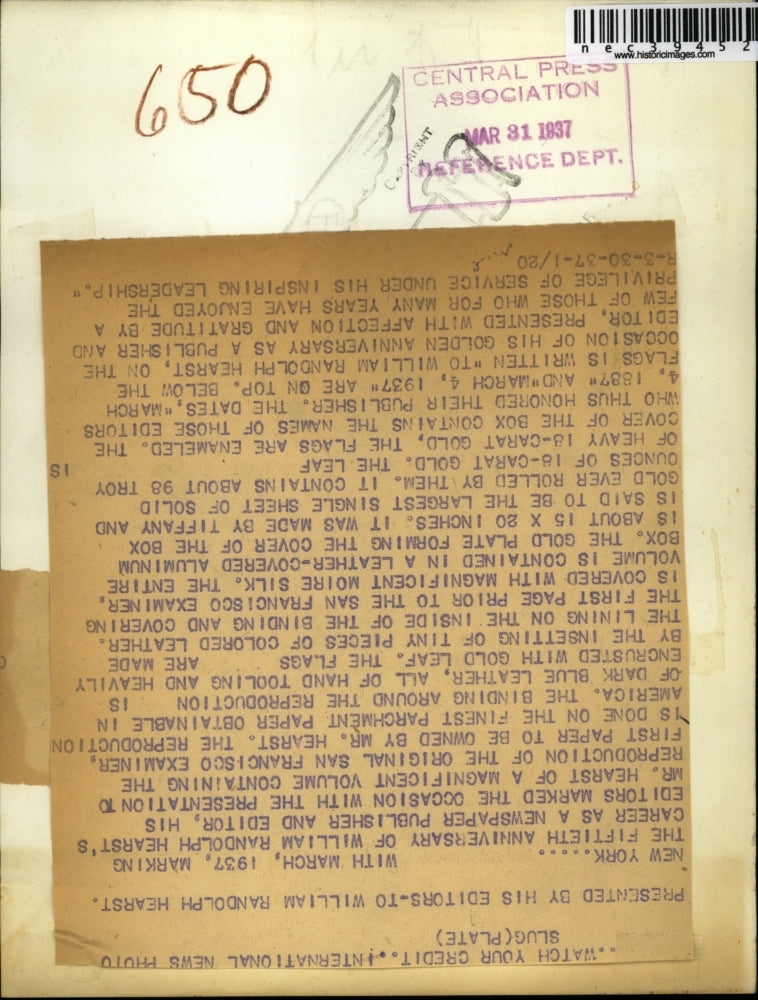 nec39452
www.historicimages.com
650
CENTRAL PRESS
ASSOCIATION
MAR 31 1937
REFERENCE DEPT.
COPYRIGHT
..WATCH YOUR CREDIT..INTERNATIONAL NEWS PHOTO
SLUG(PLATE)
PRESENTED BY HIS EDITORS-TO WILLIAM RANDOLPH HEARST.
NEW YORK...... WITH MARCH, 1937, MARKING
THE FIFTIETH ANNIVERSARY OF WILLIAM RANDOLPH HEARST'S
CAREER AS A NEWSPAPER PUBLISHER AND EDITOR, HIS
EDITORS MARKED THE OCCASION WITH THE PRESENTATION TO
MR. HEARST OF A MAGNIFICENT VOLUME CONTAINING THE
REPRODUCTION OF THE ORIGINAL SAN FRANCISCO EXAMINER,
FIRST PAPER TO BE OWNED BY MR. HEARST. THE REPRODUCTION
IS DONE ON THE FINEST PARCHMENT PAPER OBTAINABLE IN
AMERICA. THE BINDING AROUND THE REPRODUCTION IS
OF DARK BLUE LEATHER, ALL OF HAND TOOLING AND HEAVILY
ENCRUSTED WITH GOLD LEAF. THE FLAGS ARE MADE
BY THE INSETTING OF TINY PIECES OF COLORED LEATHER.
THE LINING ON THE INSIDE OF THE BINDING AND COVERING
THE FIRST PAGE PRIOR TO THE SAN FRANCISCO EXAMINER,
IS COVERED WITH MAGNIFICENT MOIRE SILK. THE ENTIRE
VOLUME IS CONTAINED IN A LEATHER-COVERED ALUMINUM
BOX. THE GOLD PLATE FORMING THE COVER OF THE BOX
IS ABOUT 15 X 20 INCHES. IT WAS MADE BY TIFFANY AND
IS SAID TO BE THE LARGEST SINGLE SHEET OF SOLID
GOLD EVER ROLLED BY THEM. IT CONTAINS ABOUT 98 TROY
OUNCES OF 18-CARAT GOLD. THE LEAF IS
OF HEAVY 18-CARAT GOLD, THE FLAGS ARE ENAMELED. THE
COVER OF THE BOX CONTAINS THE NAMES OF THOSE EDITORS
WHO THUS HONORED THEIR PUBLISHER. THE DATES, "MARCH
4, 1887" AND "MARCH 4, 1937" ARE ON TOP. BELOW THE
FLAGS IS WRITTEN "TO WILLIAM RANDOLPH HEARST, ON THE
OCCASION OF HIS GOLDEN ANNIVERSARY AS A PUBLISHER AND
EDITOR, PRESENTED WITH AFFECTION AND GRATITUDE BY A
FEW OF THOSE WHO FOR MANY YEARS HAVE ENJOYED THE
PRIVILEGE OF SERVICE UNDER HIS INSPIRING LEADERSHIP."
R-3-30-37-1/20